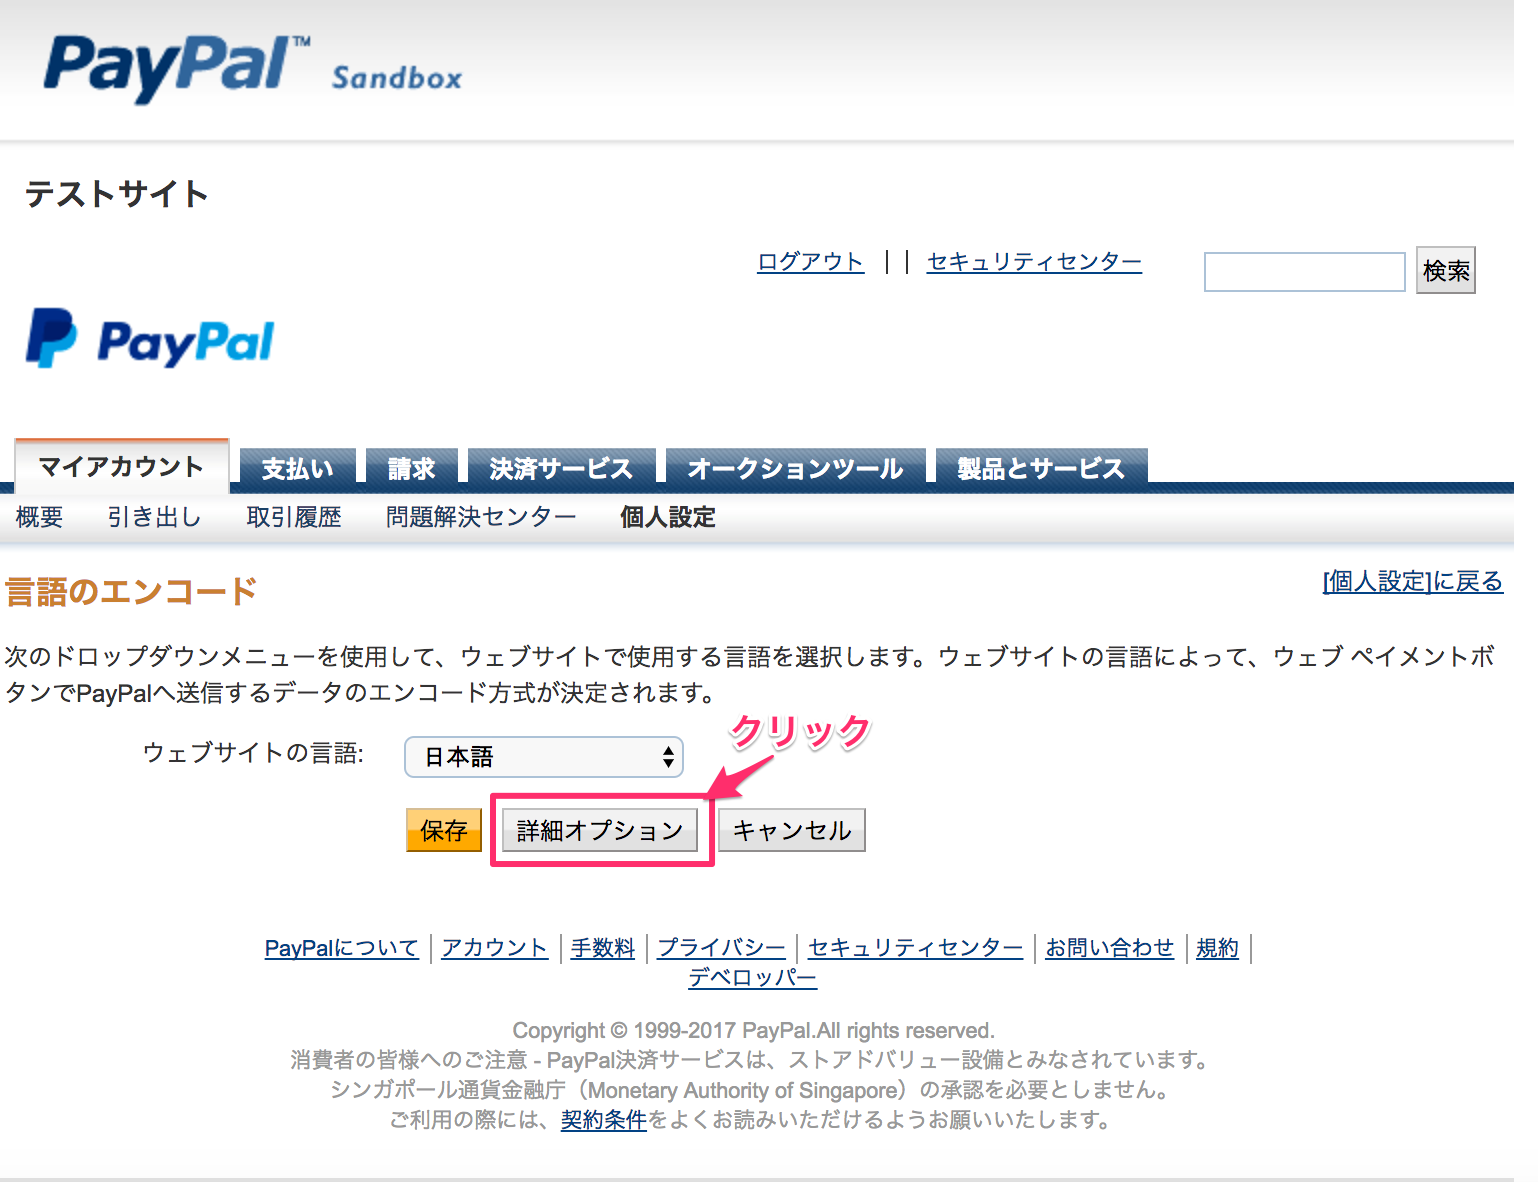 PayPal™ Sandbox
テストサイト
ログアウト | | セキュリティセンター 検索
PayPal
マイアカウント 支払い 請求 決済サービス オークションツール 製品とサービス
概要 引き出し 取引履歴 問題解決センター 個人設定
言語のエンコード [個人設定]に戻る
次のドロップダウンメニューを使用して、ウェブサイトで使用する言語を選択します。ウェブサイトの言語によって、ウェブ ペイメントボ
タンでPayPalへ送信するデータのエンコード方式が決定されます。
クリック
ウェブサイトの言語: 日本語
保存 詳細オプション キャンセル
PayPalについて | アカウント | 手数料 | プライバシー | セキュリティセンター | お問い合わせ | 規約 |
デベロッパー
Copyright © 1999-2017 PayPal.All rights reserved.
消費者の皆様へのご注意 - PayPal決済サービスは、ストアドバリュー設備とみなされています。
シンガポール通貨金融庁（Monetary Authority of Singapore）の承認を必要としません。
ご利用の際には、契約条件をよくお読みいただけるようお願いいたします。